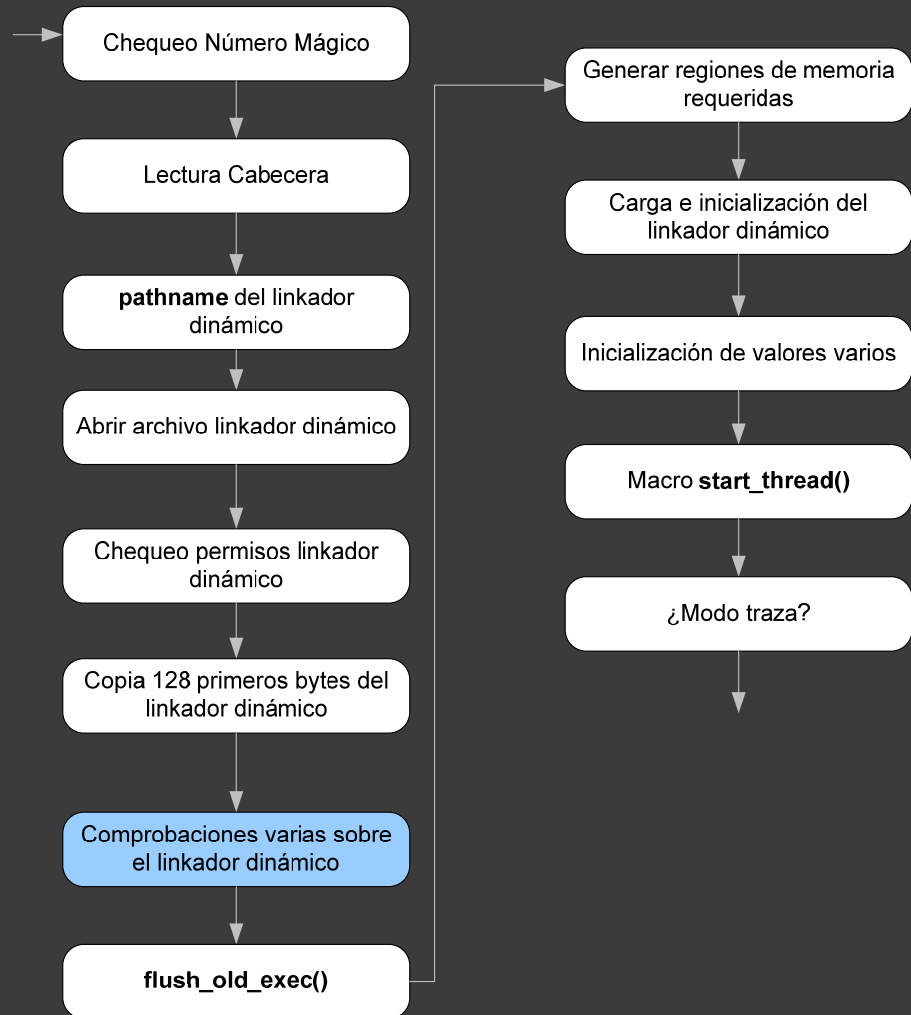 Chequeo Número Mágico
Lectura Cabecera
pathname del linkador
dinámico
Abrir archivo linkador dinámico
Chequeo permisos linkador
dinámico
Copia 128 primeros bytes del
linkador dinámico
Comprobaciones varias sobre
el linkador dinámico
flush_old_exec()
Generar regiones de memoria
requeridas
Carga e inicialización del
linkador dinámico
Inicialización de valores varios
Macro start_thread()
¿Modo traza?